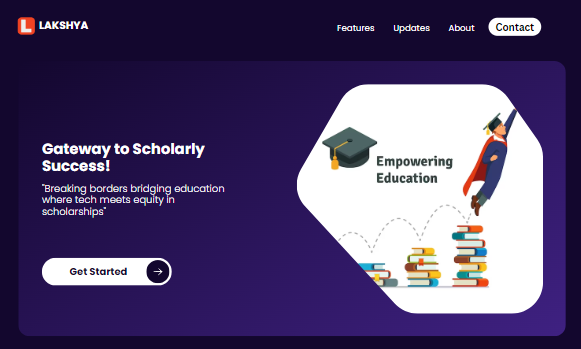 L LAKSHYA
Features Updates About Contact
Gateway to Scholarly
Success!
"Breaking borders bridging education
where tech meets equity in
scholarships"
Get Started
Empowering
Education